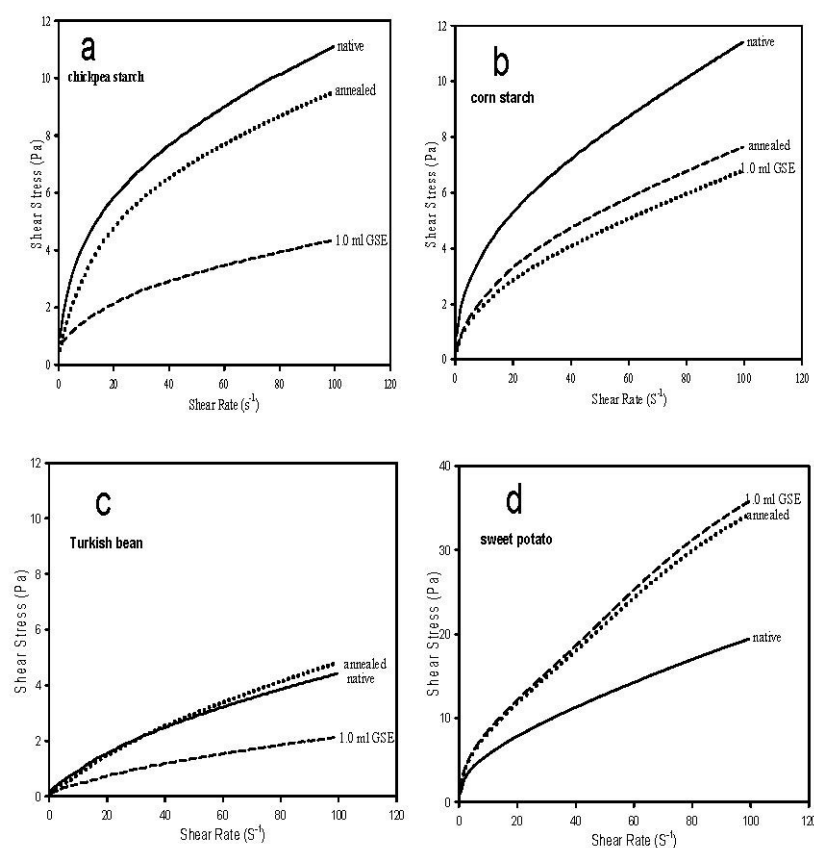 a
chickpea starch
native
annealed
1.0 ml GSE
Shear Stress (Pa)
12
10
8
6
4
2
0
0 20 40 60 80 100 120
Shear Rate (s-1)
b
corn starch
native
annealed
1.0 ml GSE
Shear Stress (Pa)
12
10
8
6
4
2
0
0 20 40 60 80 100 120
Shear Rate (S-1)
c
Turkish bean
annealed
native
1.0 ml GSE
Shear Stress (Pa)
12
10
8
6
4
2
0
0 20 40 60 80 100 120
Shear Rate (S-1)
d
sweet potato
1.0 ml GSE
annealed
native
Shear Stress (Pa)
40
30
20
10
0
0 20 40 60 80 100 120
Shear Rate (S-1)